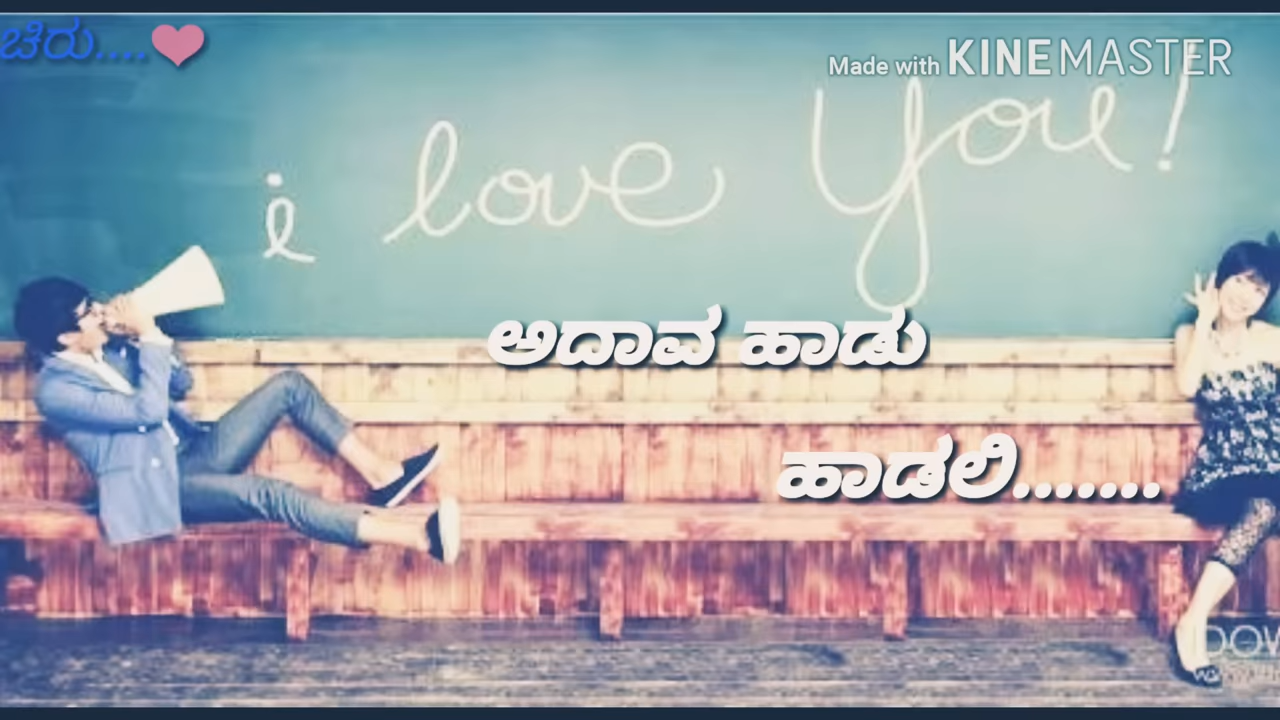 ಚಿರು....❤
Made with KINEMASTER
i love you!
ಅದಾವ ಹಾಡು
ಹಾಡಲಿ.......